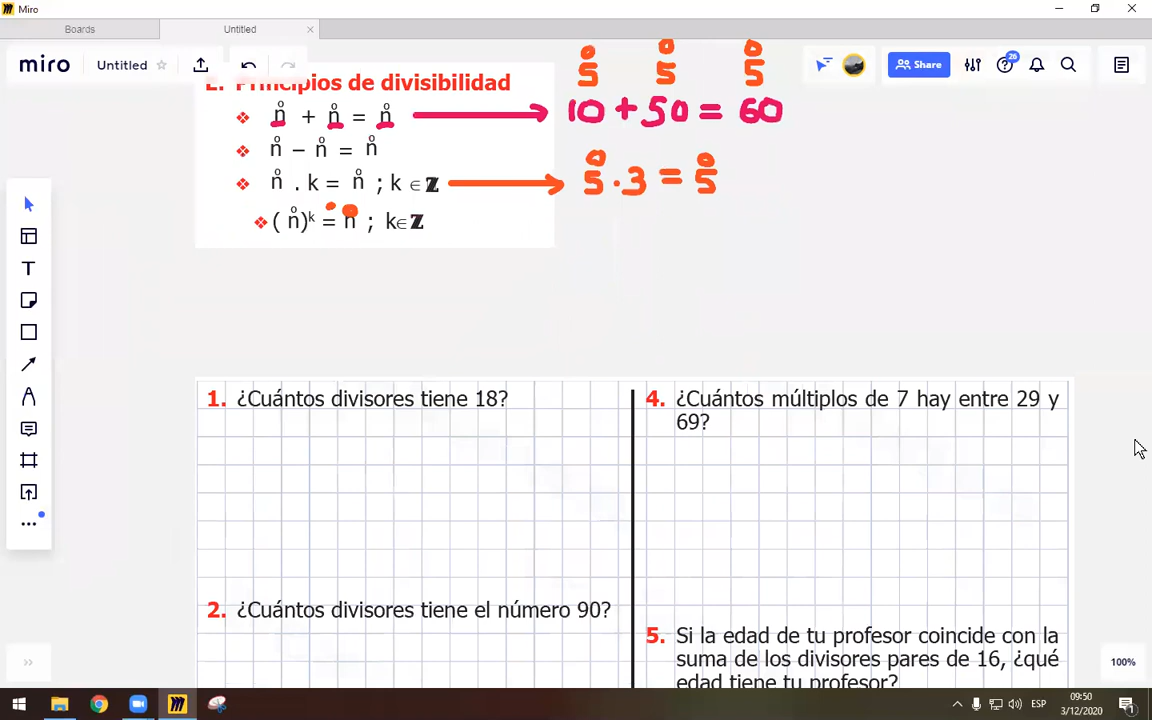 Miro
Boards
Untitled
miro
Untitled
Share
26
Principios de divisibilidad
n̊ + n̊ = n̊
5̊ 5̊ 5̊
10 + 50 = 60
n̊ − n̊ = n̊
n̊ . k = n̊ ; k ∈ ℤ
5̊ · 3 = 5̊
( n̊)ᵏ = n̊ ; k∈ℤ
1. ¿Cuántos divisores tiene 18?
2. ¿Cuántos divisores tiene el número 90?
4. ¿Cuántos múltiplos de 7 hay entre 29 y
69?
5. Si la edad de tu profesor coincide con la
suma de los divisores pares de 16, ¿qué
edad tiene tu profesor?
100%
ESP
09:50
3/12/2020
1